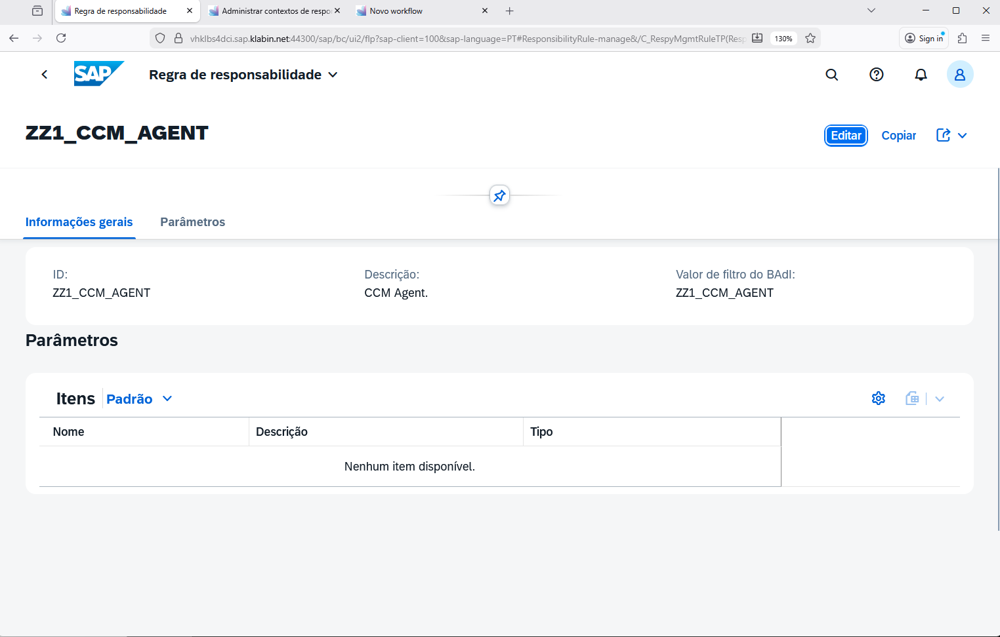 Regra de responsabilidade
Administrar contextos de respo
Novo workflow
vhklbs4dci.sap.klabin.net:44300/sap/bc/ui2/flp?sap-client=100&sap-language=PT#ResponsibilityRule-manage&/C_RespyMgmtRuleTP(Resp
130%
Sign in
SAP
Regra de responsabilidade
ZZ1_CCM_AGENT
Editar
Copiar
Informações gerais
Parâmetros
ID:
Descrição:
Valor de filtro do BAdI:
ZZ1_CCM_AGENT
CCM Agent.
ZZ1_CCM_AGENT
Parâmetros
Itens
Padrão
Nome
Descrição
Tipo
Nenhum item disponível.